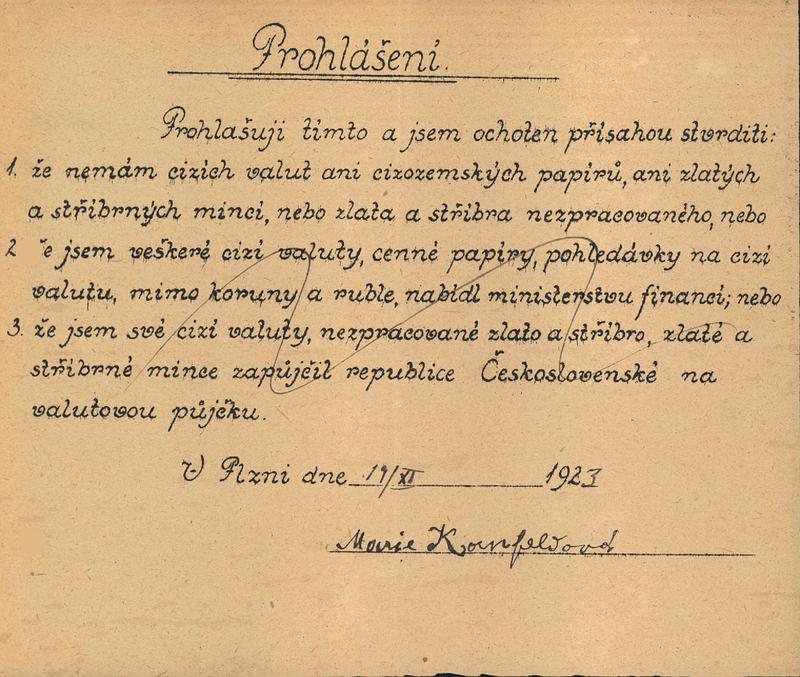 Prohlášení.
Prohlašuji tímto a jsem ochoten přísahou stvrditi:
1. že nemám cizích valut ani cizozemských papírů, ani zlatých
a stříbrných mincí, nebo zlata a stříbra nezpracovaného, nebo
2 že jsem veškeré cizí valuty, cenné papíry, pohledávky na cizí
valutu, mimo koruny a ruble, nabídl ministerstvu financí; nebo
3. že jsem své cizí valuty, nezpracované zlato a stříbro, zlaté a
stříbrné mince zapůjčil republice Československé na
valutovou půjčku.
V Plzni dne 19/XI 1923
Marie